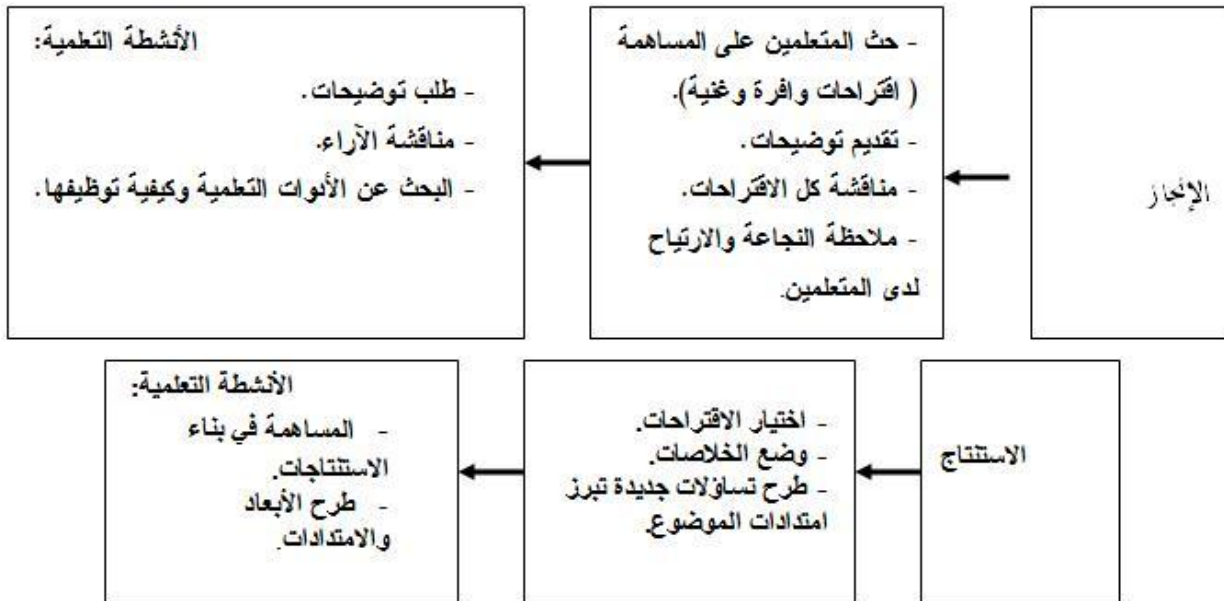 الإنجاز
- حث المتعلمين على المساهمة
( اقتراحات وافرة وغنية).
- تقديم توضيحات.
- مناقشة كل الاقتراحات.
- ملاحظة النجاعة والارتياح
لدى المتعلمين.
الأنشطة التعلمية:
- طلب توضيحات.
- مناقشة الآراء.
- البحث عن الأدوات التعلمية وكيفية توظيفها.
الاستنتاج
- اختيار الاقتراحات.
- وضع الخلاصات.
- طرح تساؤلات جديدة تبرز
امتدادات الموضوع.
الأنشطة التعلمية:
- المساهمة في بناء
الاستنتاجات.
- طرح الأبعاد
والامتدادات.